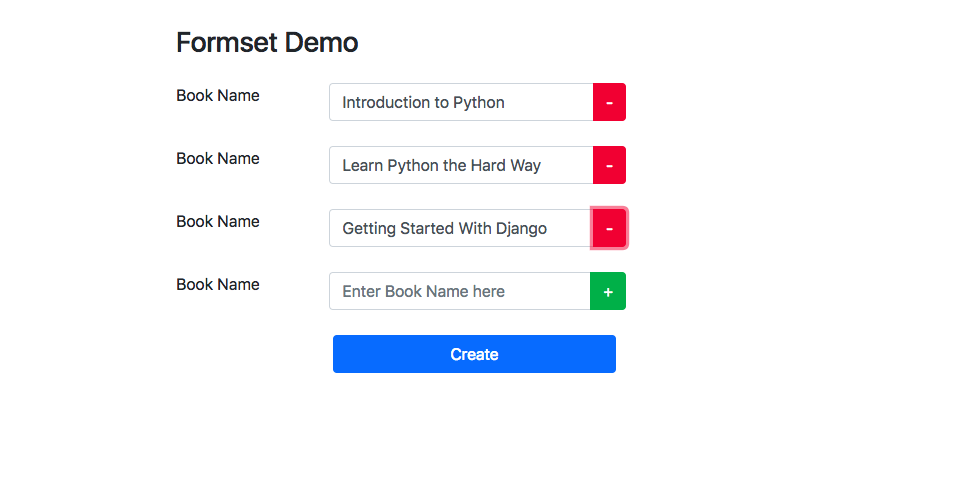 Formset Demo
Book Name Introduction to Python -
Book Name Learn Python the Hard Way -
Book Name Getting Started With Django -
Book Name Enter Book Name here +
Create